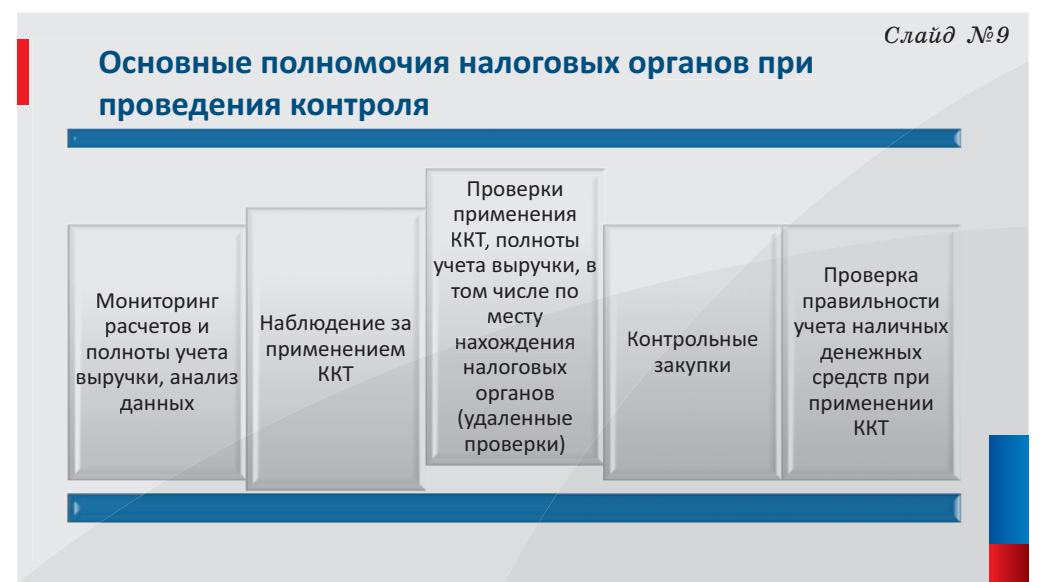 Слайд №9
Основные полномочия налоговых органов при
проведения контроля
Мониторинг
расчетов и
полноты учета
выручки, анализ
данных
Наблюдение за
применением
ККТ
Проверки
применения
ККТ, полноты
учета выручки, в
том числе по
месту
нахождения
налоговых
органов
(удаленные
проверки)
Контрольные
закупки
Проверка
правильности
учета наличных
денежных
средств при
применении
ККТ